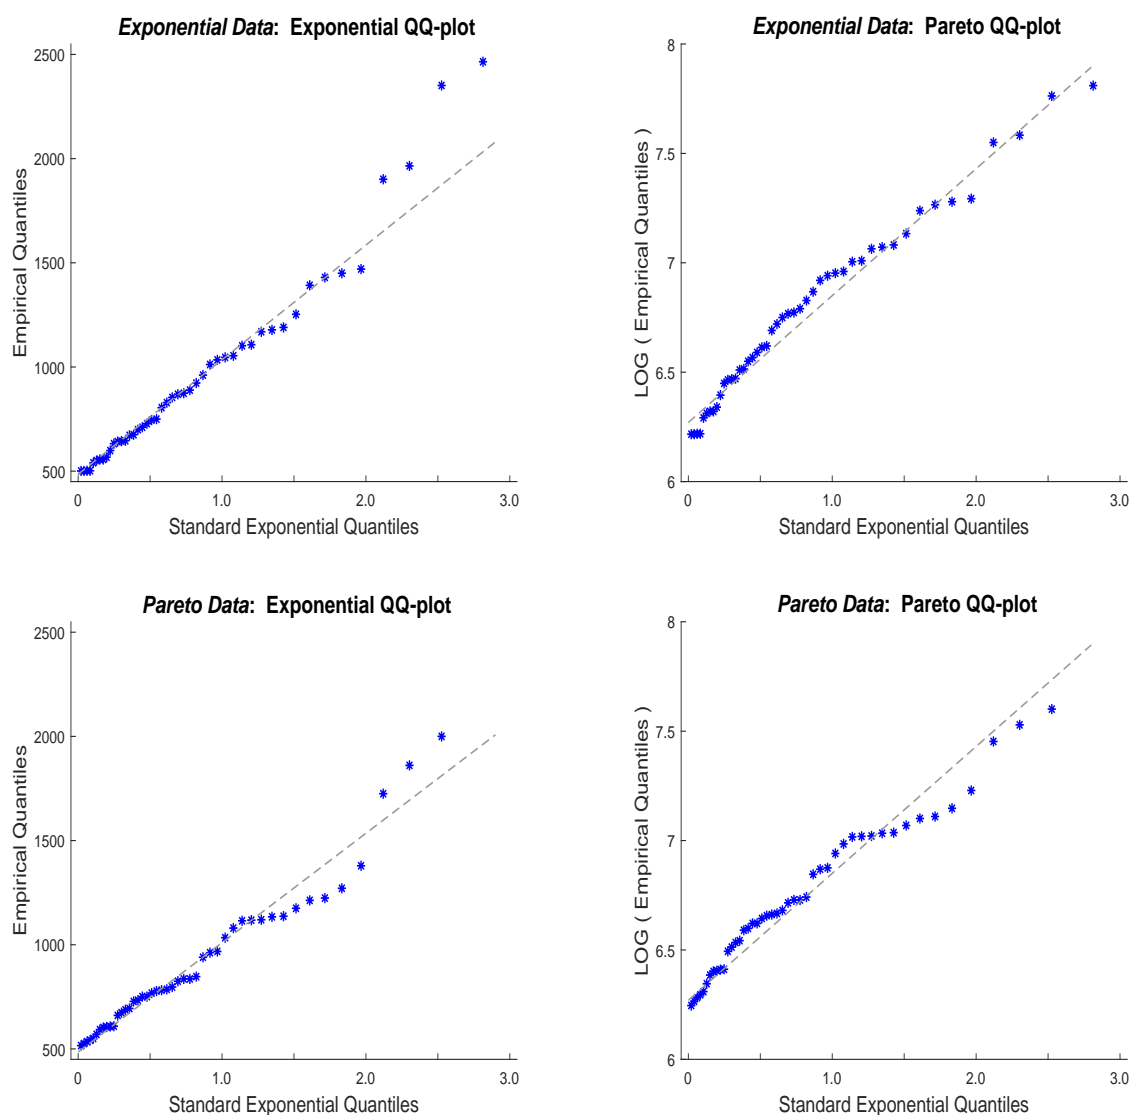 Exponential Data: Exponential QQ-plot
2500
2000
1500
1000
500
Empirical Quantiles
0 1.0 2.0 3.0
Standard Exponential Quantiles
Exponential Data: Pareto QQ-plot
8
7.5
7
6.5
6
LOG ( Empirical Quantiles )
0 1.0 2.0 3.0
Standard Exponential Quantiles
Pareto Data: Exponential QQ-plot
2500
2000
1500
1000
500
Empirical Quantiles
0 1.0 2.0 3.0
Standard Exponential Quantiles
Pareto Data: Pareto QQ-plot
8
7.5
7
6.5
6
LOG ( Empirical Quantiles )
0 1.0 2.0 3.0
Standard Exponential Quantiles